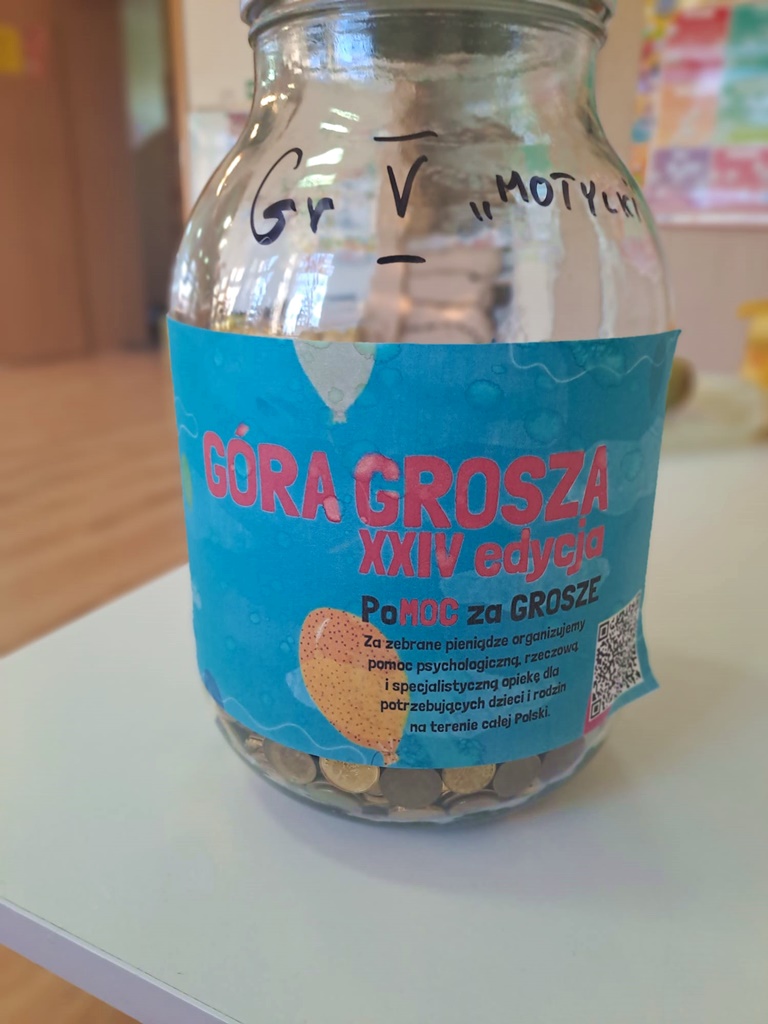 Gr V „MOTYLKI
GÓRA GROSZA
XXIV edycja
PoMOC za GROSZE
Za zebrane pieniądze organizujemy
pomoc psychologiczną, rzeczową
i specjalistyczną opiekę dla
potrzebujących dzieci i rodzin
na terenie całej Polski.